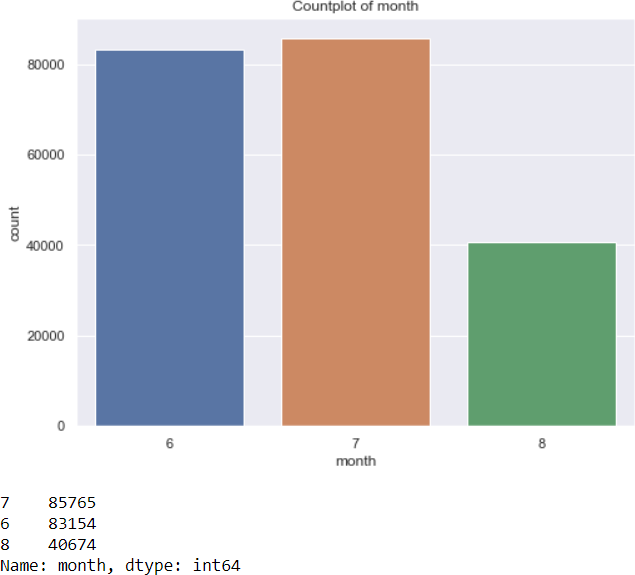 Countplot of month
80000
60000
40000
20000
0
count
6 7 8
month
7 85765
6 83154
8 40674
Name: month, dtype: int64